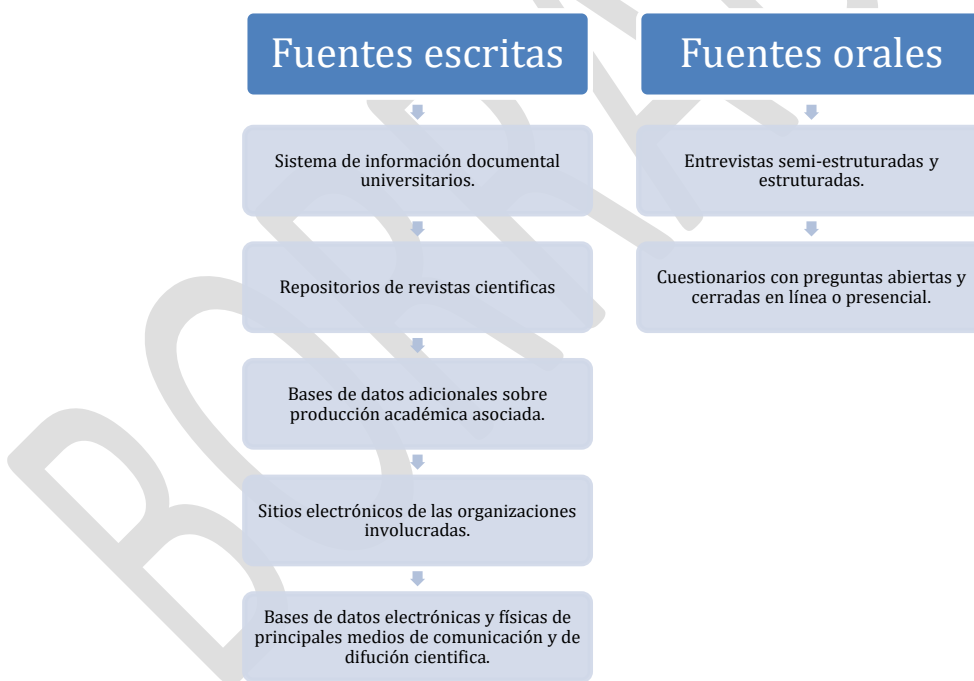 Fuentes escritas
Sistema de información documental
universitarios.
Repositorios de revistas cientificas
Bases de datos adicionales sobre
producción académica asociada.
Sitios electrónicos de las organizaciones
involucradas.
Bases de datos electrónicas y físicas de
principales medios de comunicación y de
difución cientifica.
Fuentes orales
Entrevistas semi-estruturadas y
estruturadas.
Cuestionarios con preguntas abiertas y
cerradas en línea o presencial.